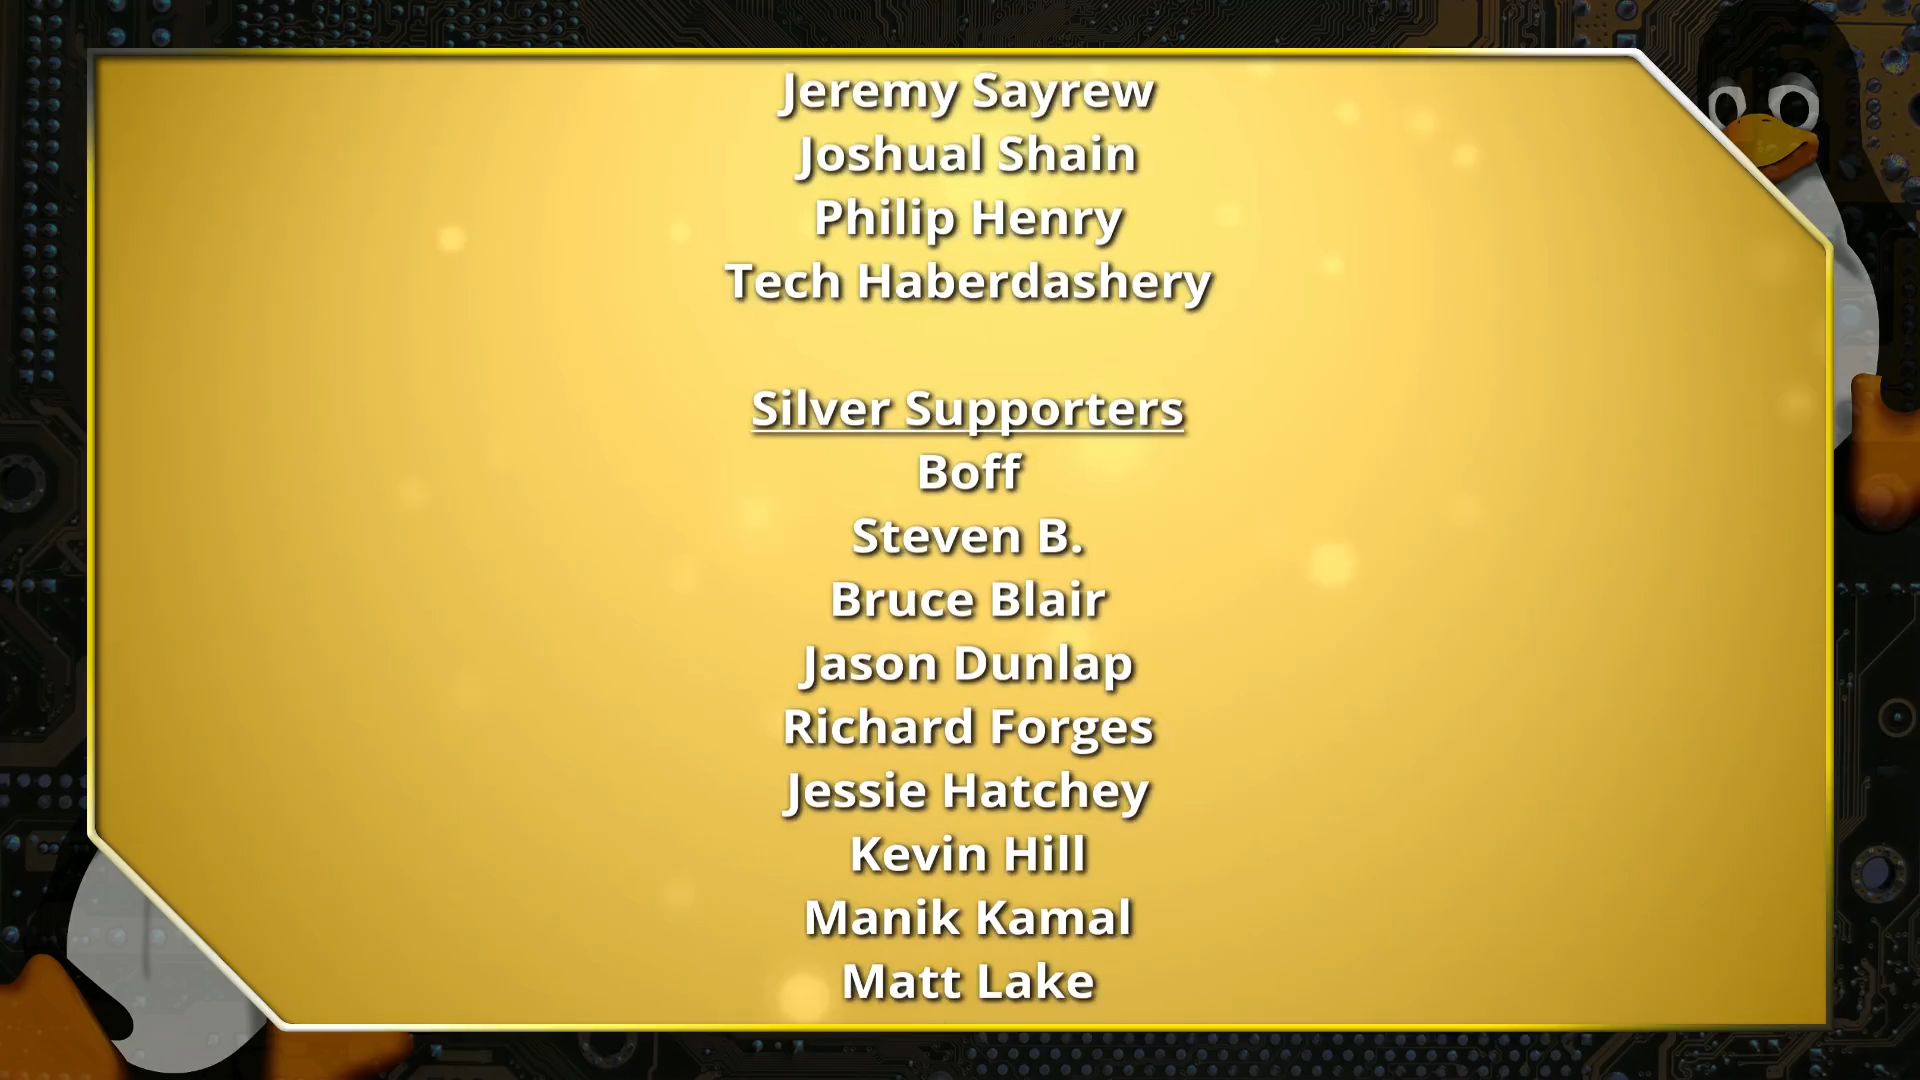 Jeremy Sayrew
Joshual Shain
Philip Henry
Tech Haberdashery
Silver Supporters
Boff
Steven B.
Bruce Blair
Jason Dunlap
Richard Forges
Jessie Hatchey
Kevin Hill
Manik Kamal
Matt Lake